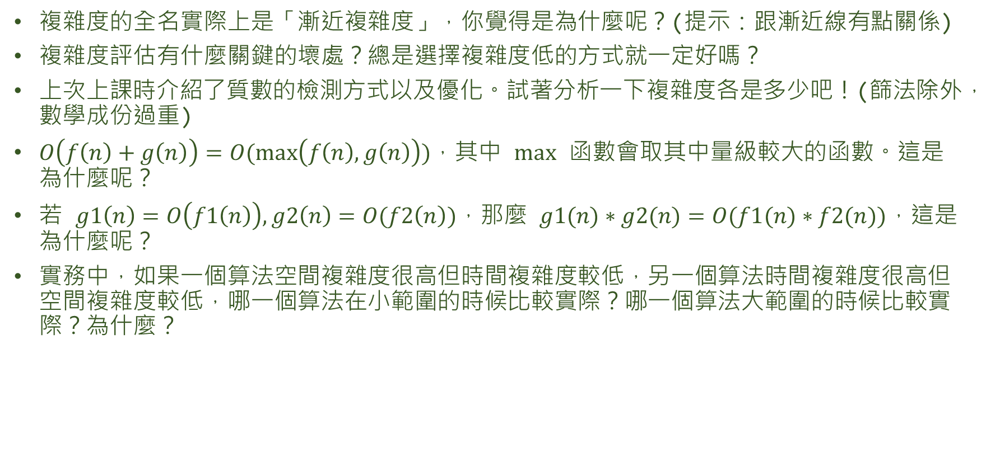 • 複雜度的全名實際上是「漸近複雜度」，你覺得是為什麼呢？(提示：跟漸近線有點關係)
• 複雜度評估有什麼關鍵的壞處？總是選擇複雜度低的方式就一定好嗎？
• 上次上課時介紹了質數的檢測方式以及優化。試著分析一下複雜度各是多少吧！(篩法除外，
數學成份過重)
• O(f(n) + g(n)) = O(max(f(n), g(n)))，其中 max 函數會取其中量級較大的函數。這是
為什麼呢？
• 若 g1(n) = O(f1(n)), g2(n) = O(f2(n))，那麼 g1(n) ∗ g2(n) = O(f1(n) ∗ f2(n))，這是
為什麼呢？
• 實務中，如果一個算法空間複雜度很高但時間複雜度較低，另一個算法時間複雜度很高但
空間複雜度較低，哪一個算法在小範圍的時候比較實際？哪一個算法大範圍的時候比較實
際？為什麼？